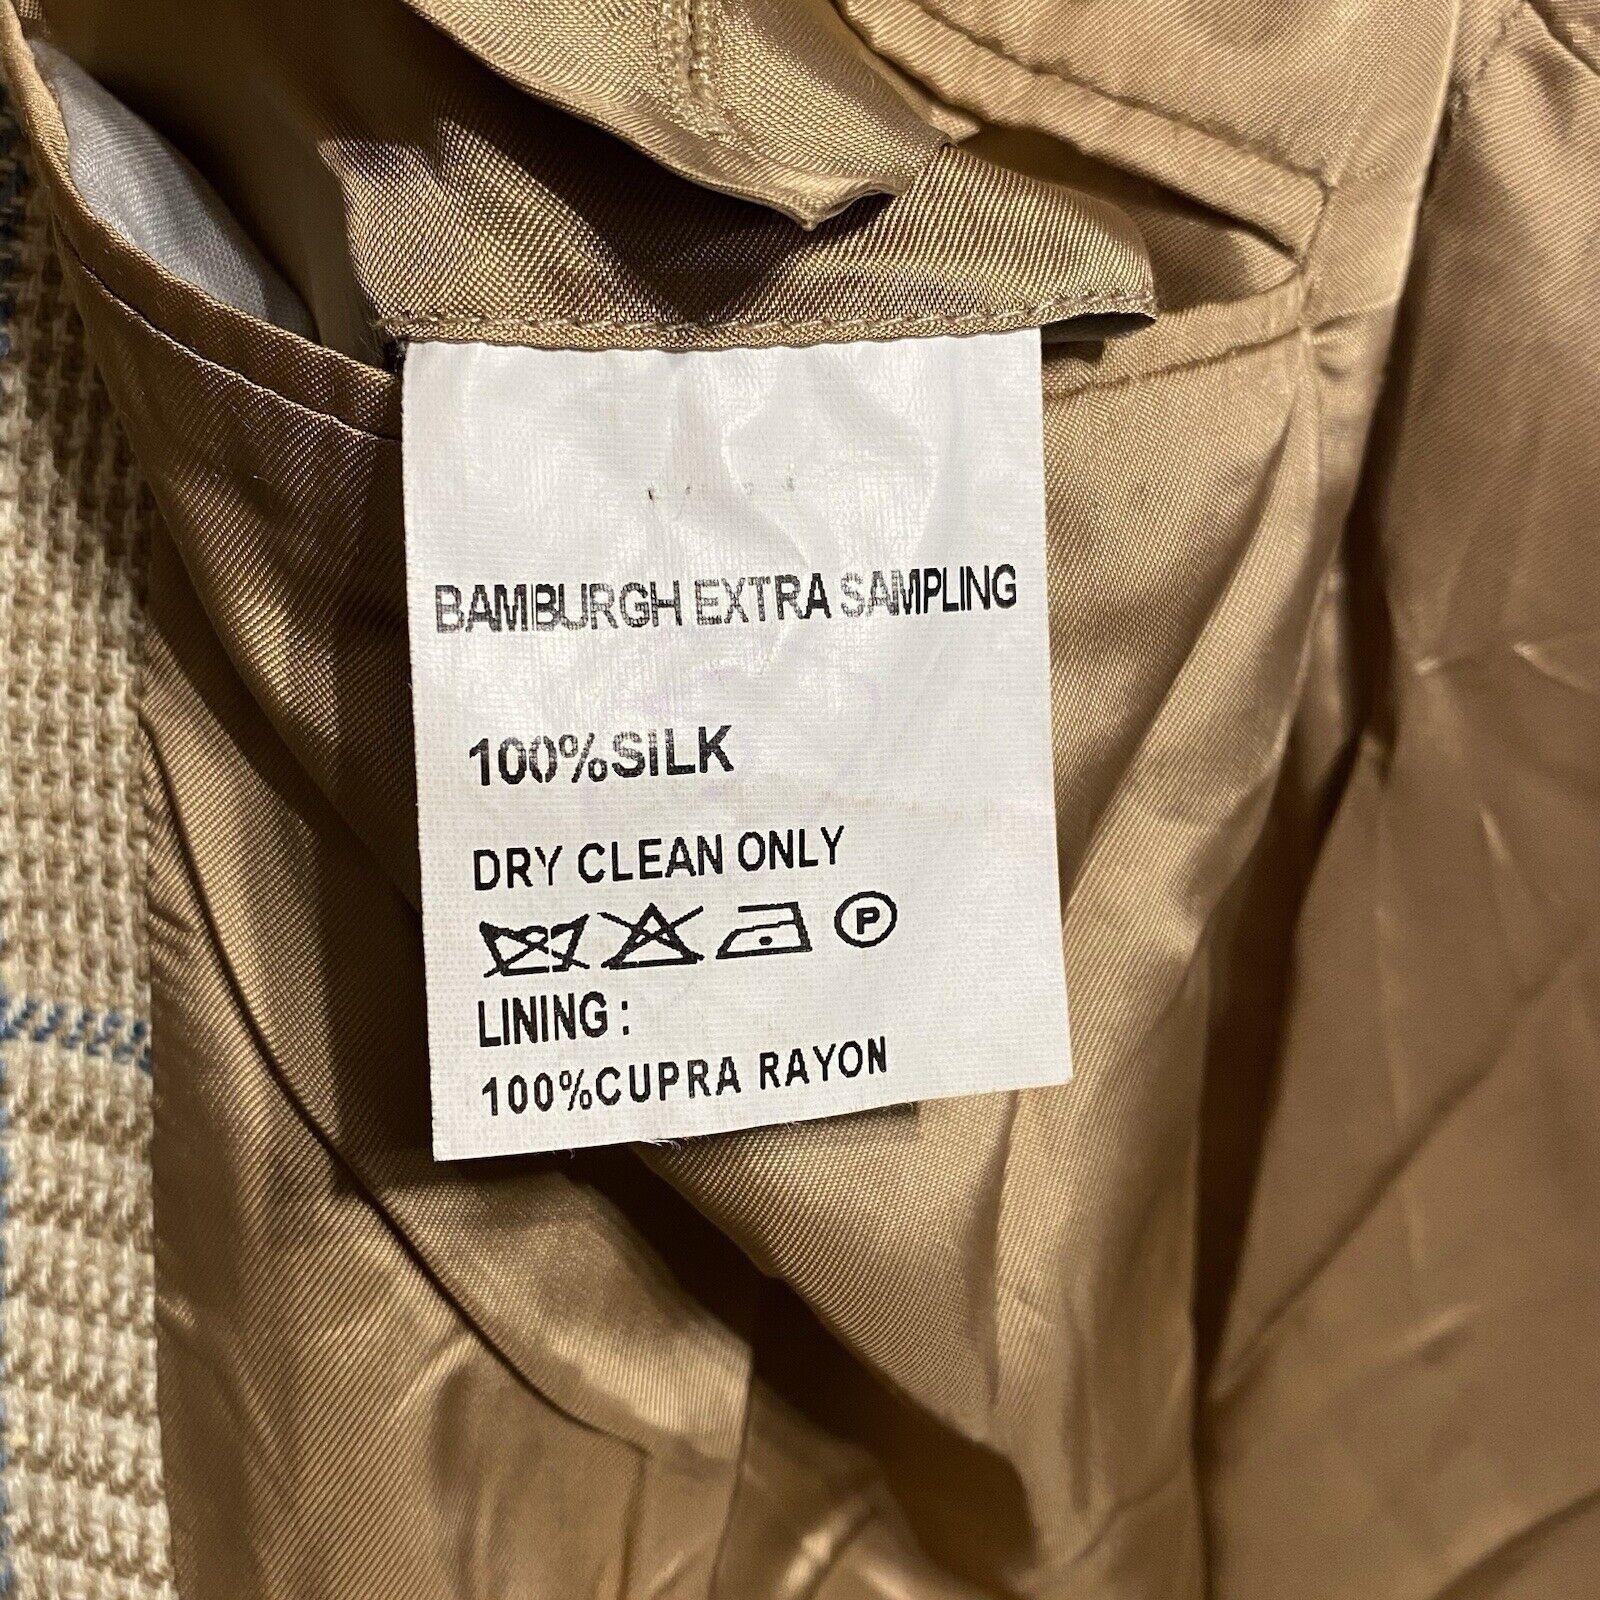 BAMBURGH EXTRA SAMPLING
100%SiLK
DRY CLEAN ONLY
P
LINING :
100%CUPRA RAYON